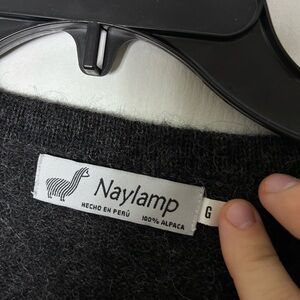 Naylamp
HECHO EN PERÚ
100% ALPACA
G